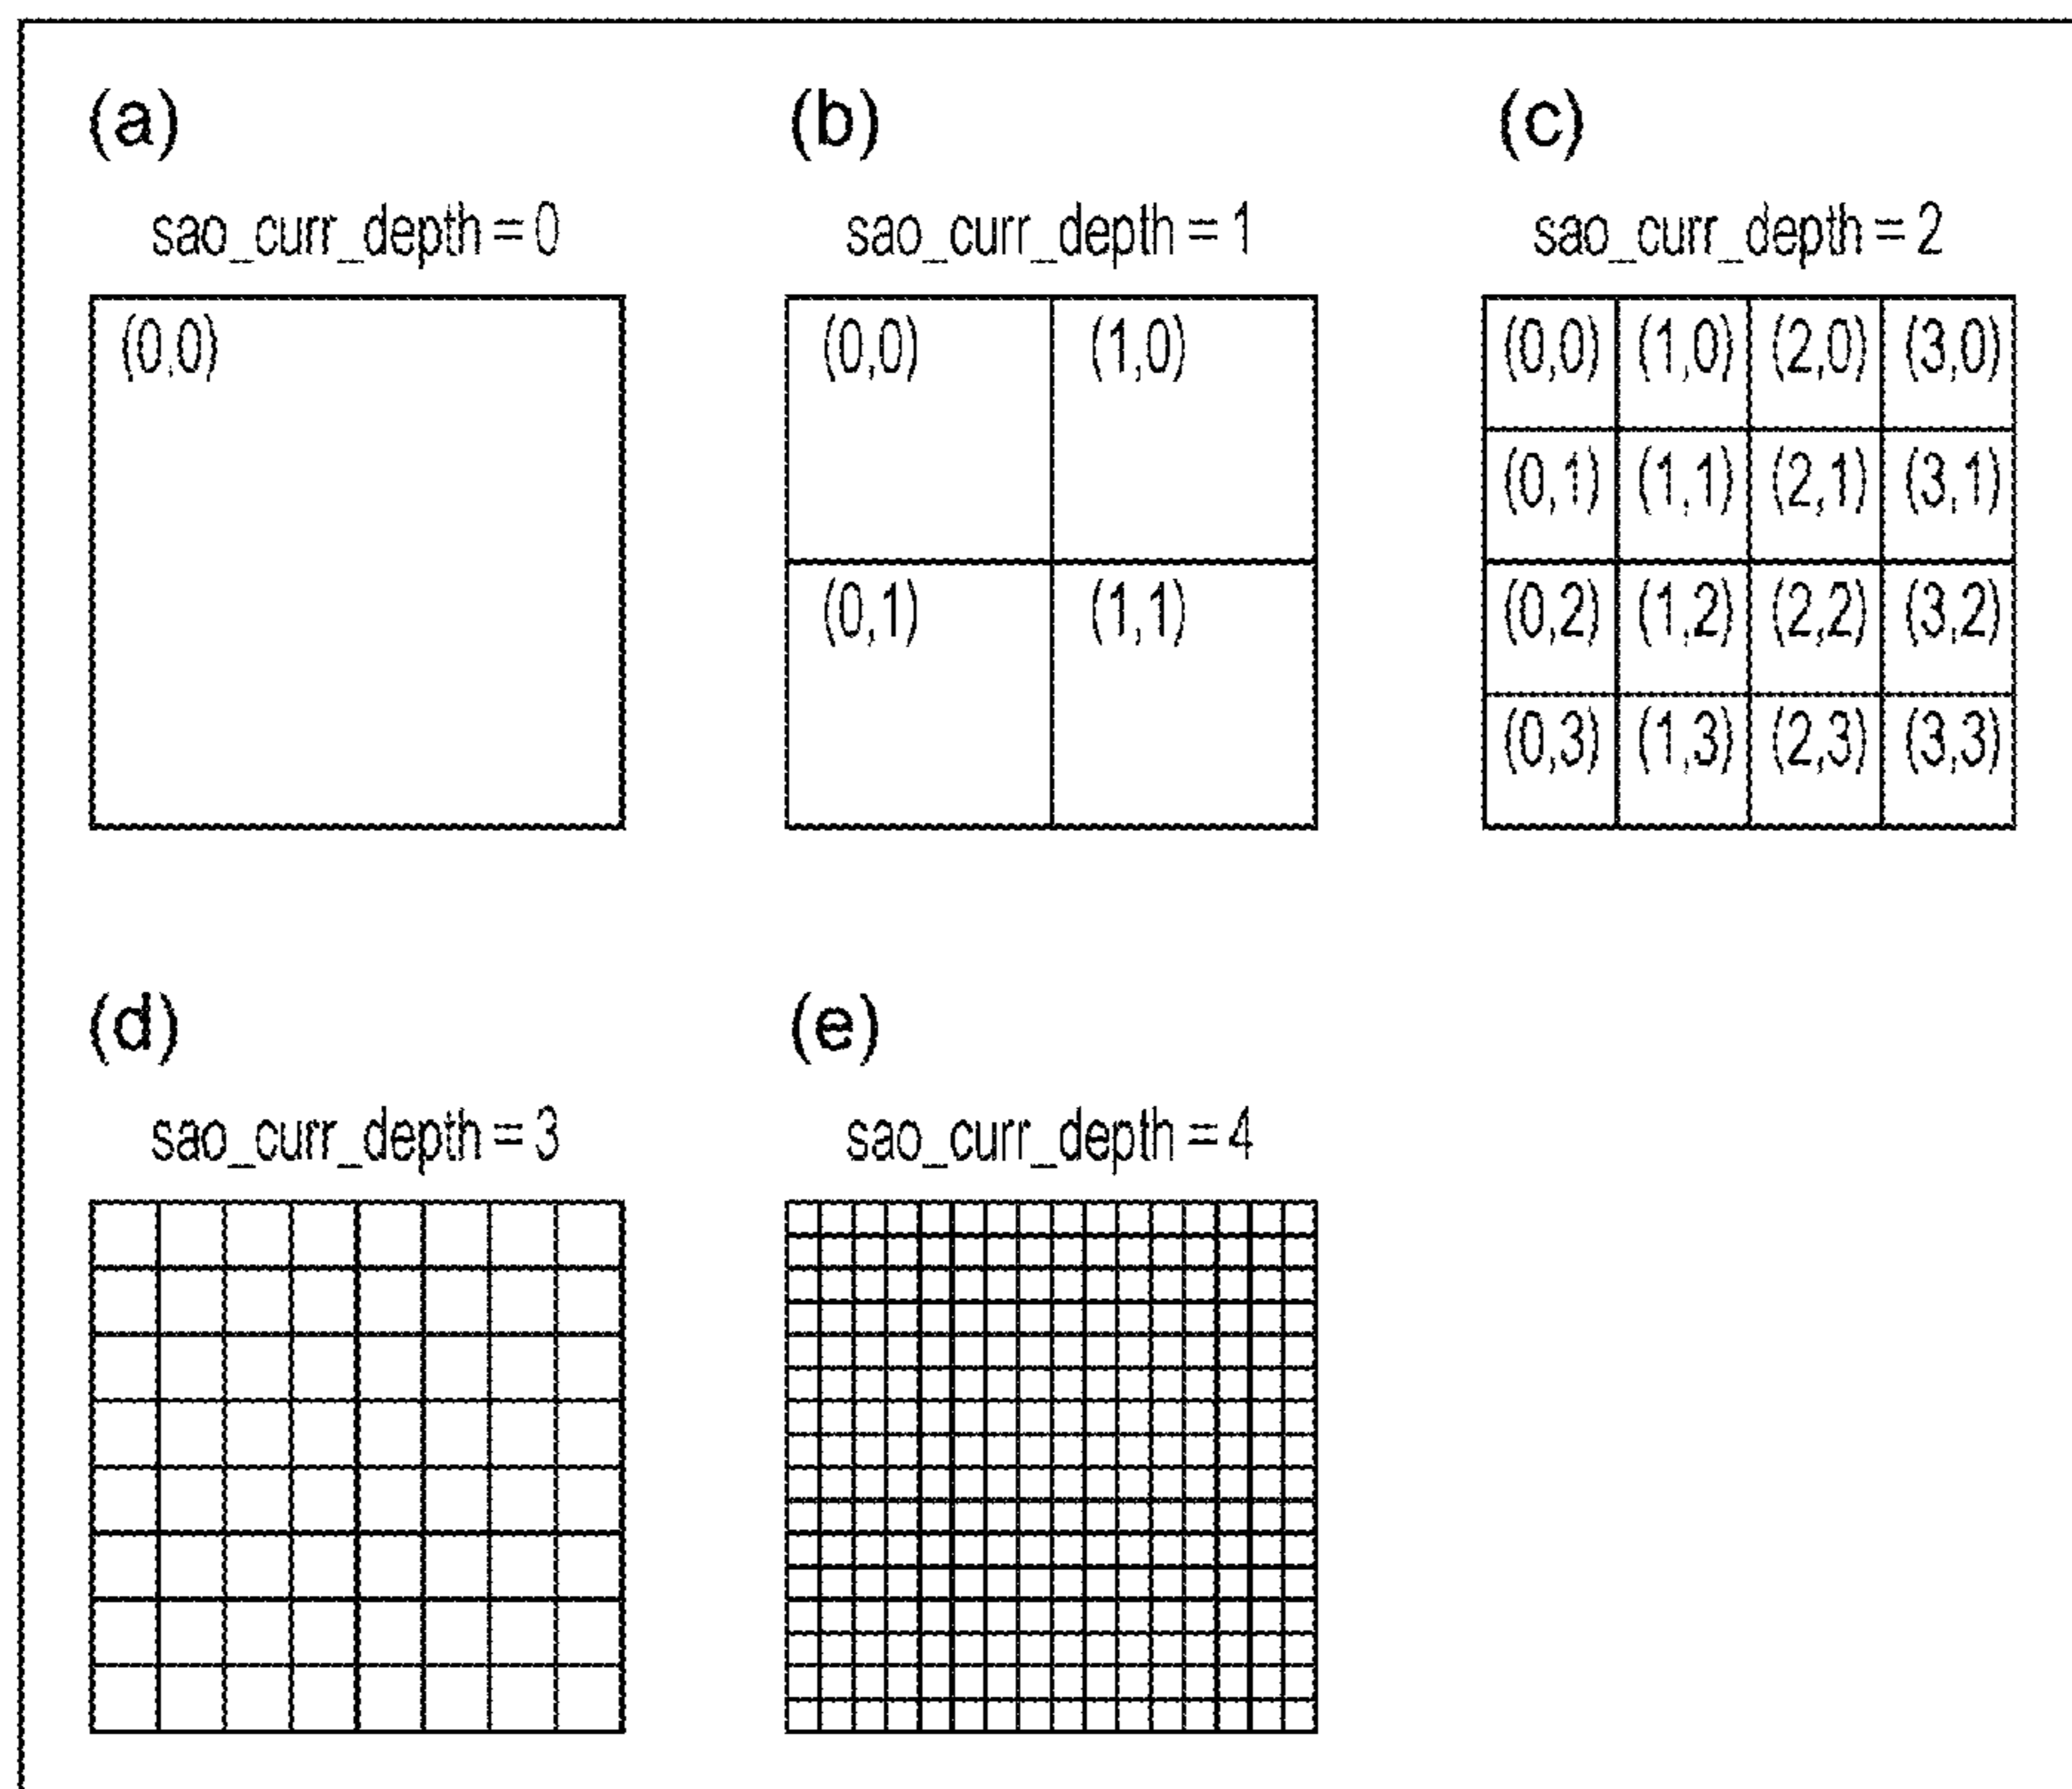 (a) (b) (c)
sao_curr_depth = 0 sao_curr_depth = 1 sao_curr_depth = 2
(0,0) (0,0) (1,0) (0,0) (1,0) (2,0) (3,0)
(0,1) (1,1) (2,1) (3,1)
(0,1) (1,1) (0,2) (1,2) (2,2) (3,2)
(0,3) (1,3) (2,3) (3,3)
(d) (e)
sao_curr_depth = 3 sao_curr_depth = 4